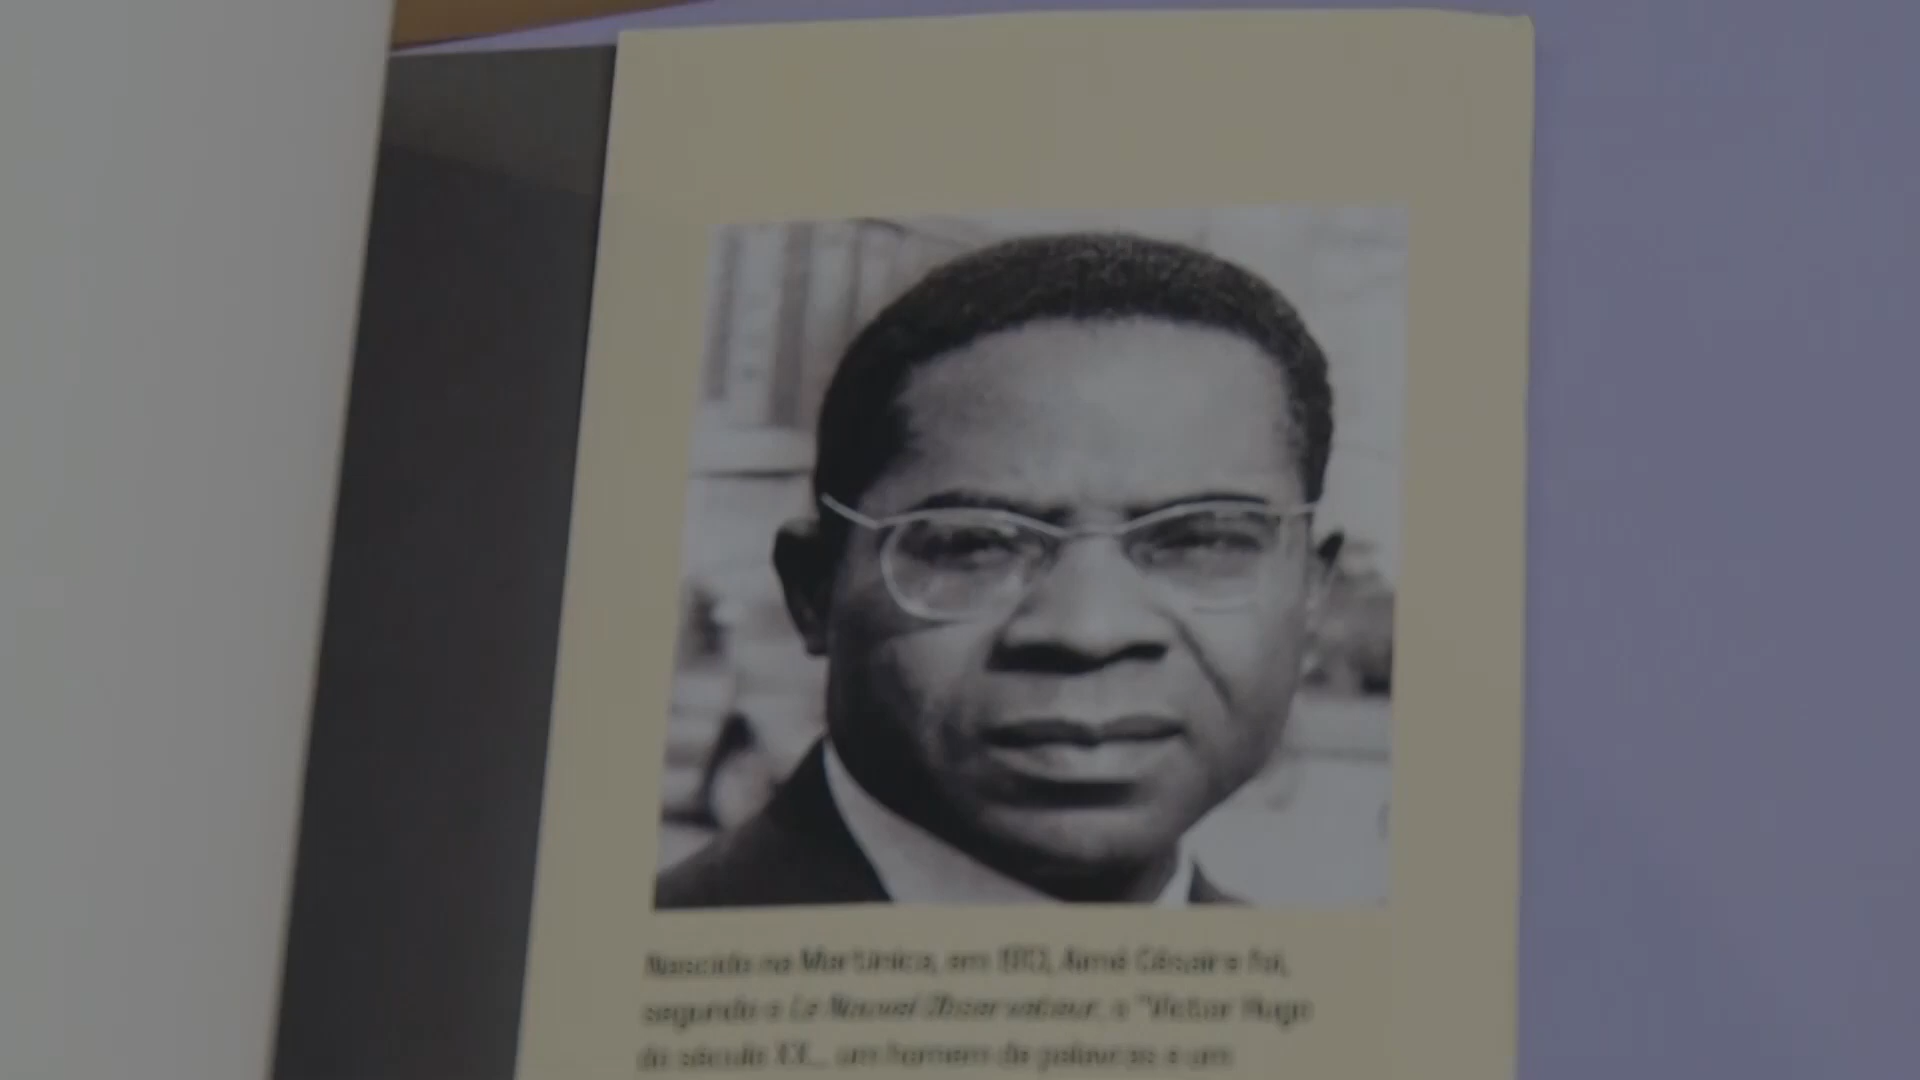 Nascido na Martinica, em 1913, Aimé Césaire foi,
segundo o Le Nouvel Observateur, o "Victor Hugo
do século XX", um homem de palavras e um